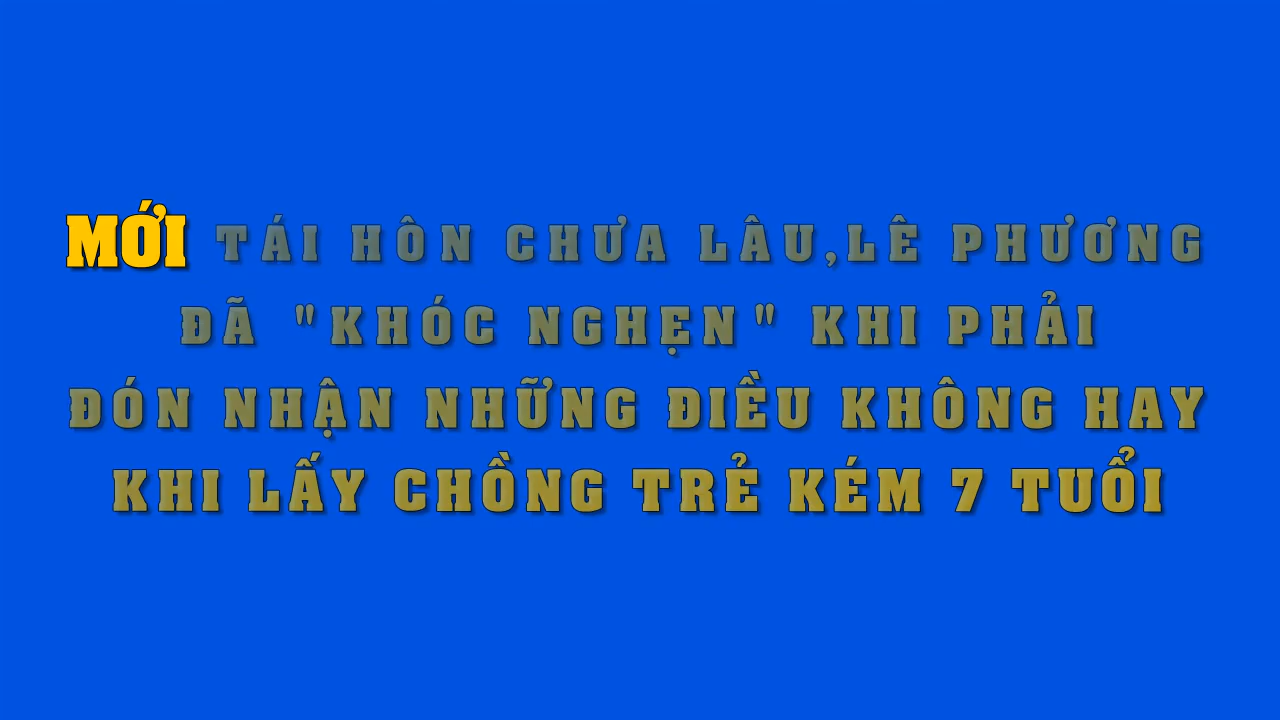 MỚI TÁI HÔN CHƯA LÂU,LÊ PHƯƠNG
ĐÃ "KHÓC NGHẸN" KHI PHẢI
ĐÓN NHẬN NHỮNG ĐIỀU KHÔNG HAY
KHI LẤY CHỒNG TRẺ KÉM 7 TUỔI